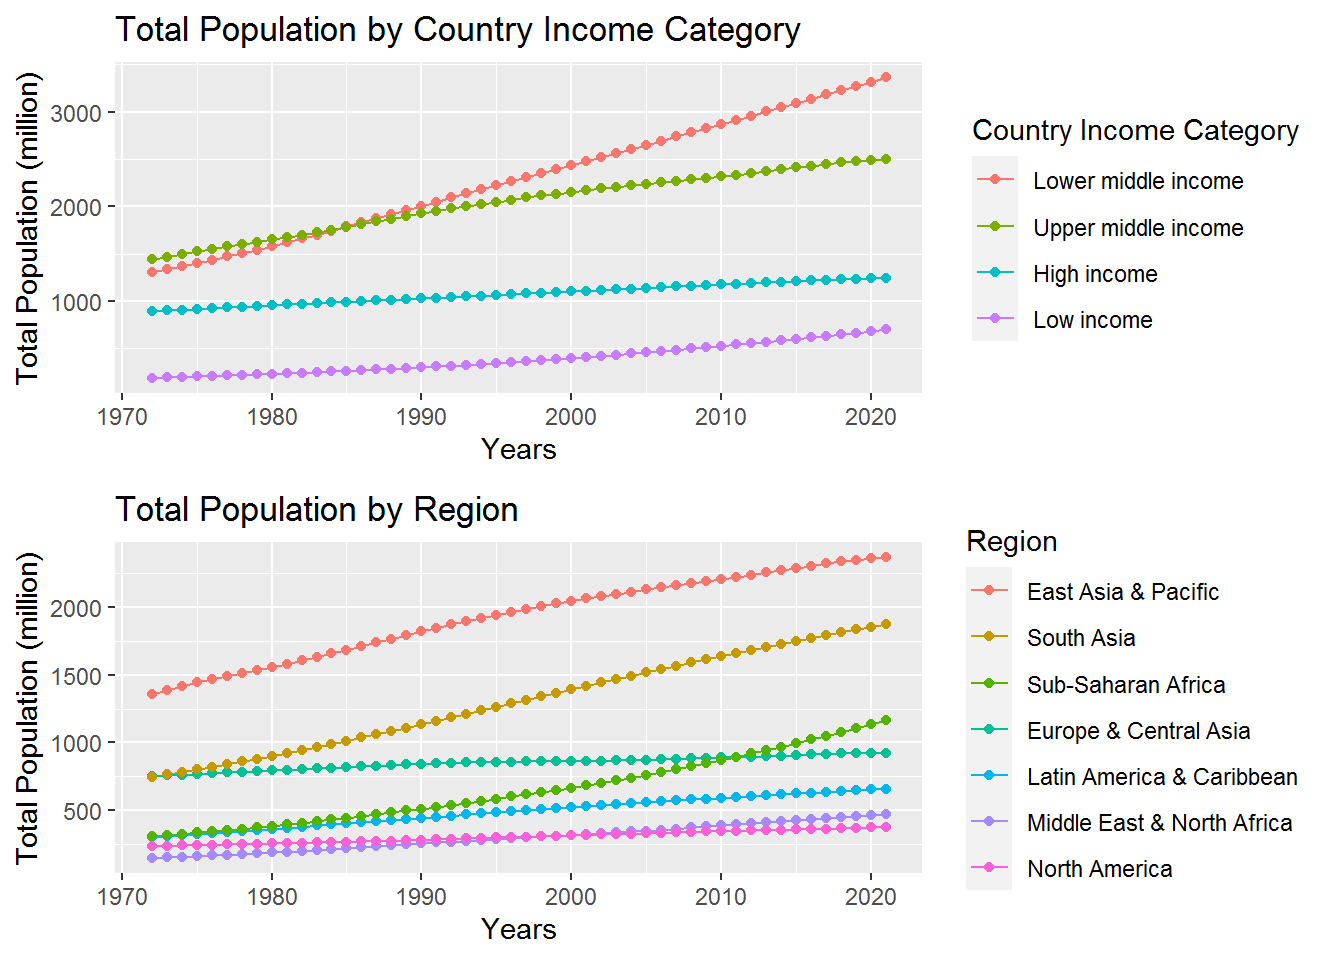 Total Population by Country Income Category
Total Population (million)
3000
2000
1000
1970
1980
1990
2000
2010
2020
Years
Country Income Category
Lower middle income
Upper middle income
High income
Low income
Total Population by Region
Total Population (million)
2000
1500
1000
500
1970
1980
1990
2000
2010
2020
Years
Region
East Asia & Pacific
South Asia
Sub-Saharan Africa
Europe & Central Asia
Latin America & Caribbean
Middle East & North Africa
North America